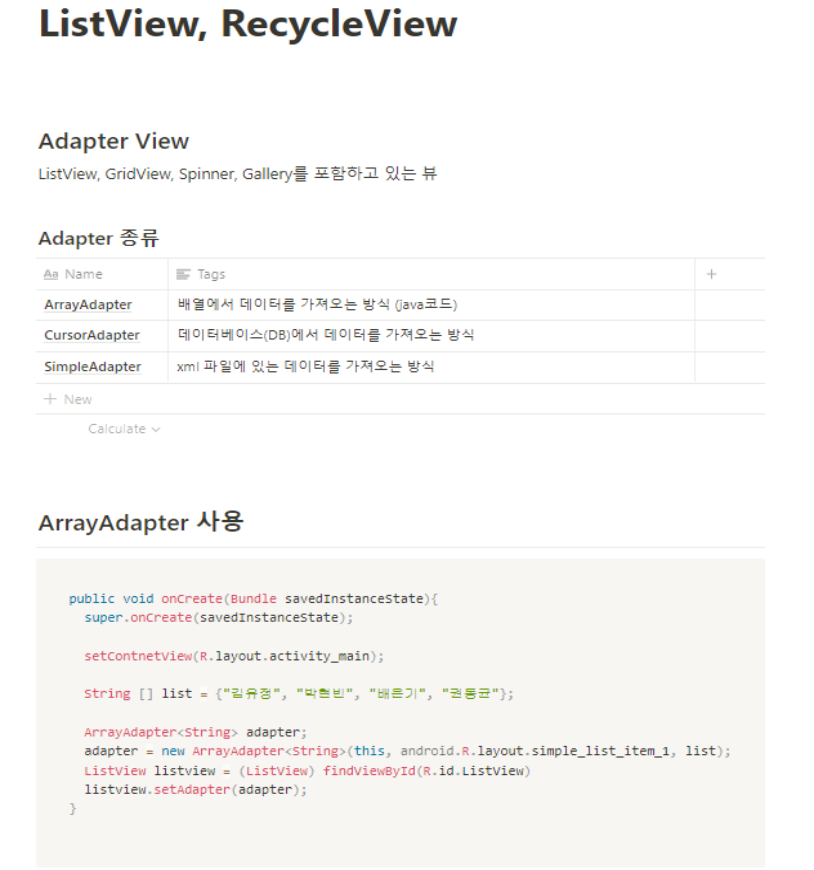 ListView, RecycleView
Adapter View
ListView, GridView, Spinner, Gallery를 포함하고 있는 뷰
Adapter 종류
Aa Name Tags +
ArrayAdapter 배열에서 데이터를 가져오는 방식 (java코드)
CursorAdapter 데이터베이스(DB)에서 데이터를 가져오는 방식
SimpleAdapter xml 파일에 있는 데이터를 가져오는 방식
+ New
Calculate
ArrayAdapter 사용
public void onCreate(Bundle savedInstanceState){
super.onCreate(savedInstanceState);
setContnetView(R.layout.activity_main);
String [] list = {"김유정", "박현빈", "배문기", "권동균"};
ArrayAdapter<String> adapter;
adapter = new ArrayAdapter<String>(this, android.R.layout.simple_list_item_1, list);
ListView listview = (ListView) findViewById(R.id.ListView)
listview.setAdapter(adapter);
}